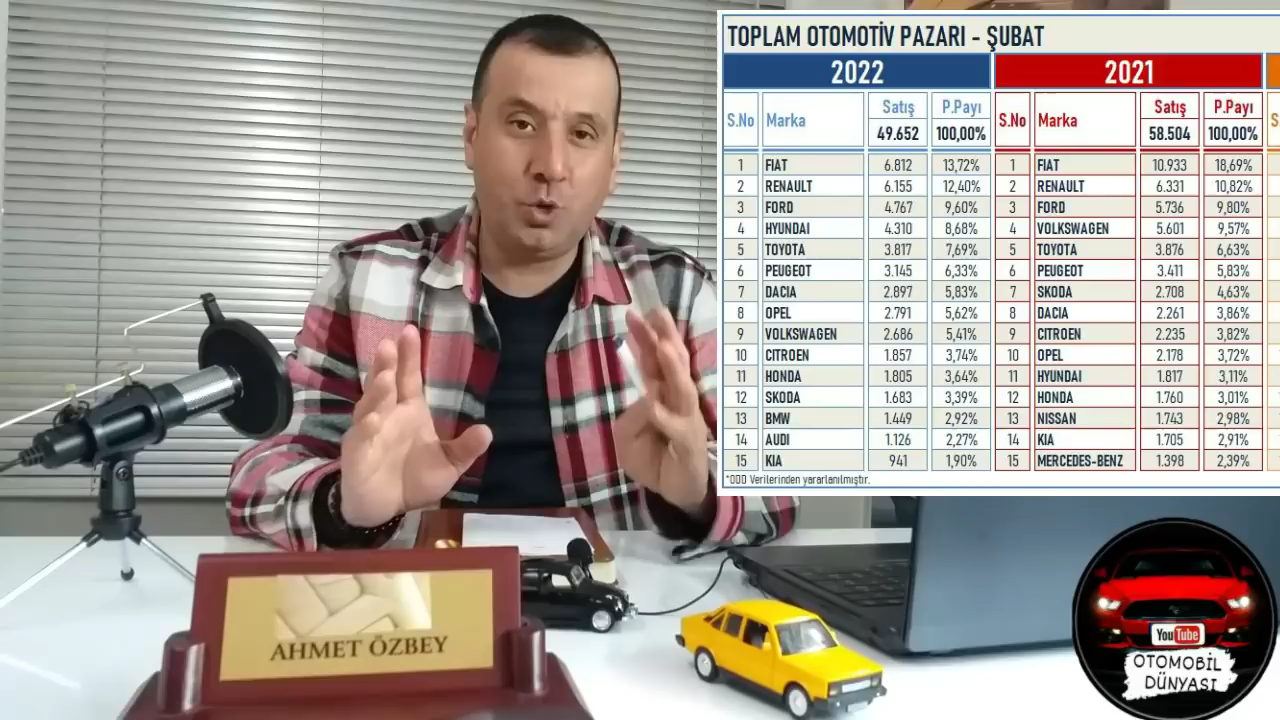 TOPLAM OTOMOTİV PAZARI - ŞUBAT
2022 2021
S.No Marka Satış P.Payı S.No Marka Satış P.Payı S
49.652 100,00% 58.504 100,00%
1 FIAT 6.812 13,72% 1 FIAT 10.933 18,69%
2 RENAULT 6.155 12,40% 2 RENAULT 6.331 10,82%
3 FORD 4.767 9,60% 3 FORD 5.736 9,80%
4 HYUNDAI 4.310 8,68% 4 VOLKSWAGEN 5.601 9,57%
5 TOYOTA 3.817 7,69% 5 TOYOTA 3.876 6,63%
6 PEUGEOT 3.145 6,33% 6 PEUGEOT 3.411 5,83%
7 DACIA 2.897 5,83% 7 SKODA 2.708 4,63%
8 OPEL 2.791 5,62% 8 DACIA 2.261 3,86%
9 VOLKSWAGEN 2.686 5,41% 9 CITROEN 2.235 3,82%
10 CITROEN 1.857 3,74% 10 OPEL 2.178 3,72%
11 HONDA 1.805 3,64% 11 HYUNDAI 1.817 3,11%
12 SKODA 1.683 3,39% 12 HONDA 1.760 3,01%
13 BMW 1.449 2,92% 13 NISSAN 1.743 2,98%
14 AUDI 1.126 2,27% 14 KIA 1.705 2,91%
15 KIA 941 1,90% 15 MERCEDES-BENZ 1.398 2,39%
*ODD Verilerinden yararlanılmıştır.
AHMET ÖZBEY
YouTube
OTOMOBİL
DÜNYASI